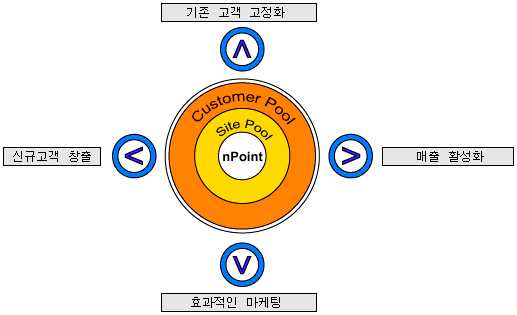 기존 고객 고정화
Customer Pool
Site Pool
신규고객 창출
nPoint
매출 활성화
효과적인 마케팅